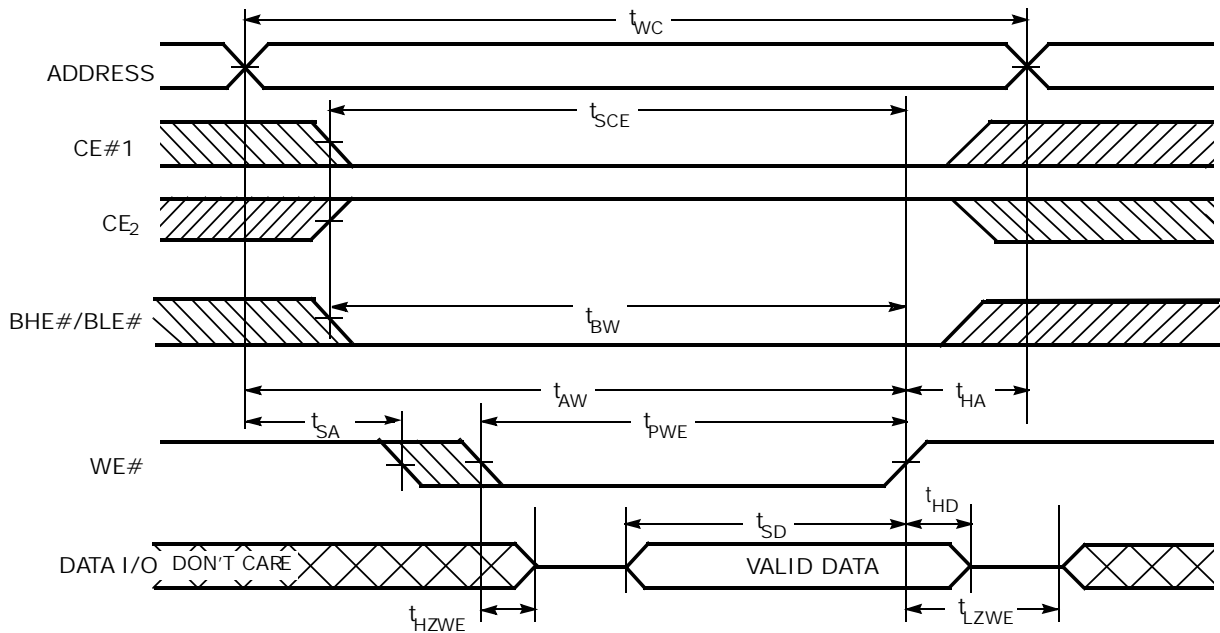 tWC
ADDRESS
tSCE
CE#1
CE2
BHE#/BLE#
tBW
tAW
tHA
tSA
tPWE
WE#
tHD
tSD
DATA I/O DON'T CARE VALID DATA
tHZWE
tLZWE